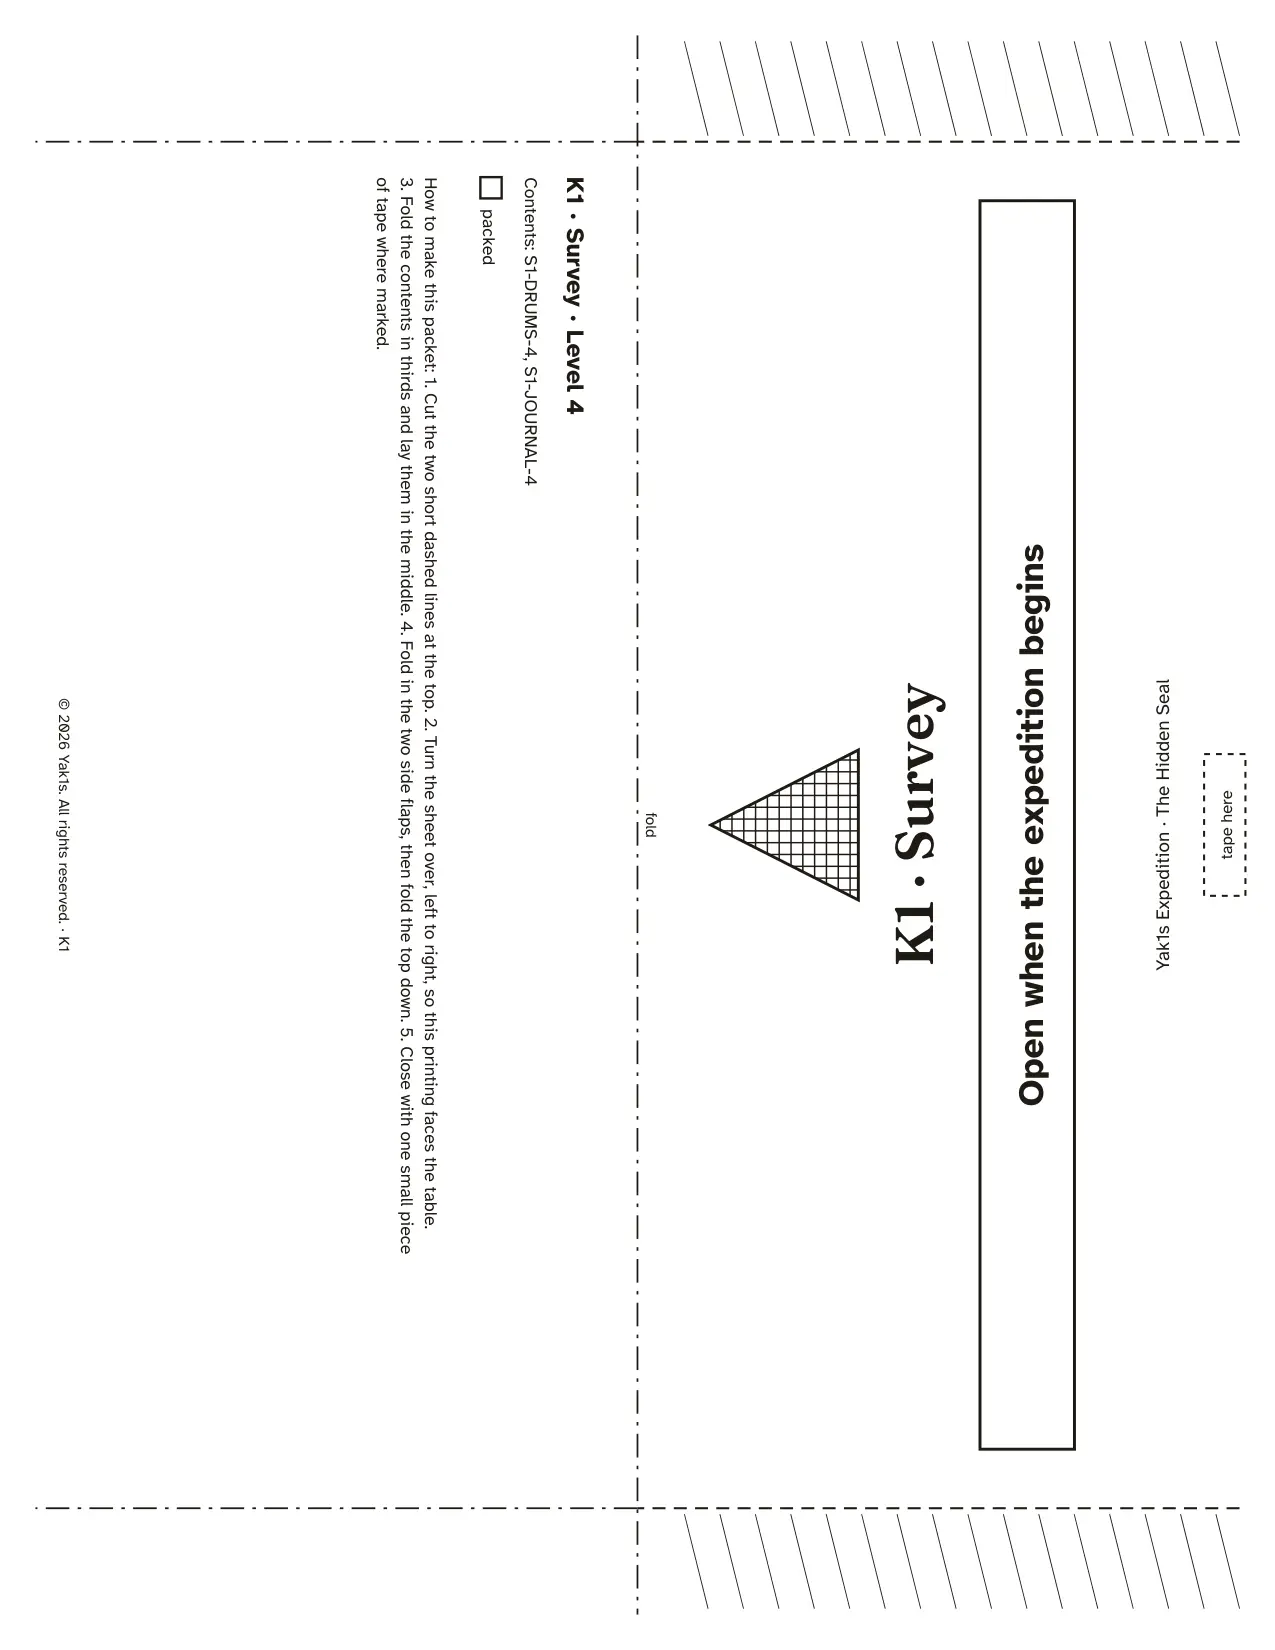 K1 · Survey · Level 4
Contents: S1-DRUMS-4, S1-JOURNAL-4
packed
How to make this packet: 1. Cut the two short dashed lines at the top. 2. Turn the sheet over, left to right, so this printing faces the table.
3. Fold the contents in thirds and lay them in the middle. 4. Fold in the two side flaps, then fold the top down. 5. Close with one small piece
of tape where marked.
© 2026 Yak1s. All rights reserved. · K1
fold
K1 · Survey
Open when the expedition begins
Yak1s Expedition · The Hidden Seal
tape here